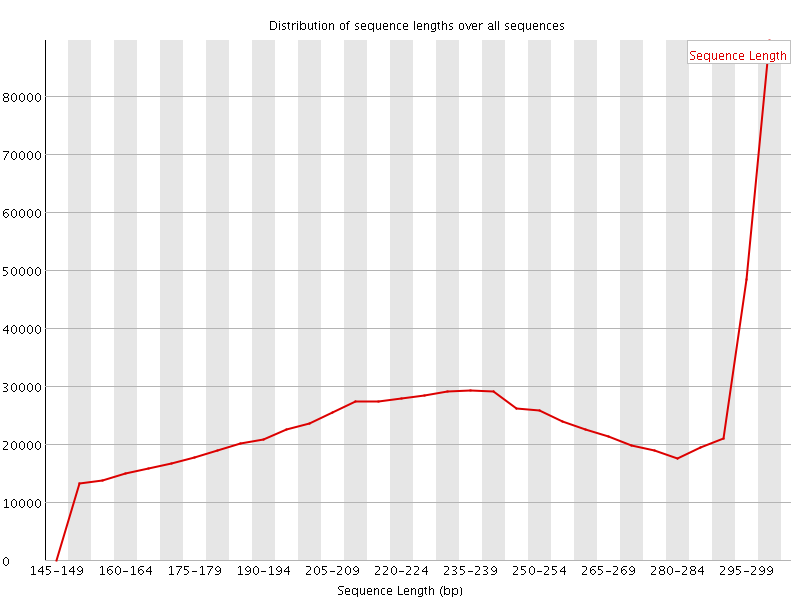 Distribution of sequence lengths over all sequences
Sequence Length
80000
70000
60000
50000
40000
30000
20000
10000
0
145-149 160-164 175-179 190-194 205-209 220-224 235-239 250-254 265-269 280-284 295-299
Sequence Length (bp)